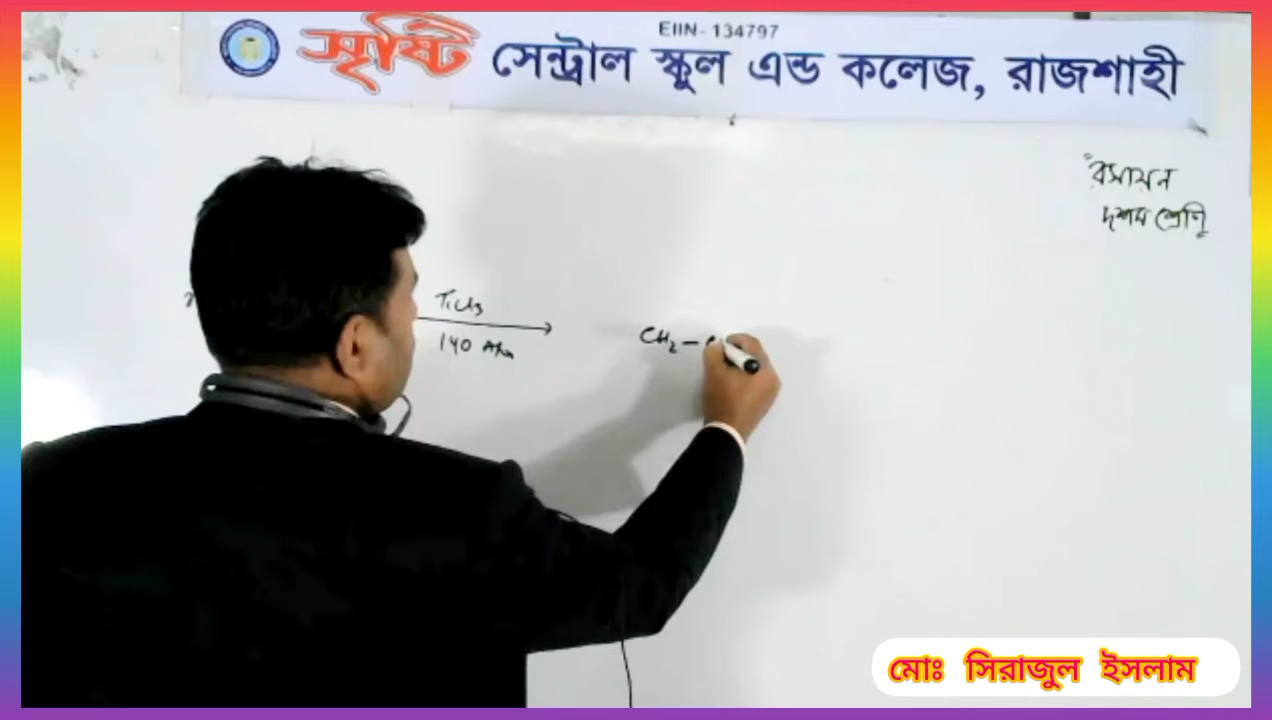 EIIN- 134797
সৃষ্টি সেন্ট্রাল স্কুল এন্ড কলেজ, রাজশাহী
রসায়ন
দশম শ্রেণি
TiCl3
140 atm
CH2 –
মোঃ সিরাজুল ইসলাম